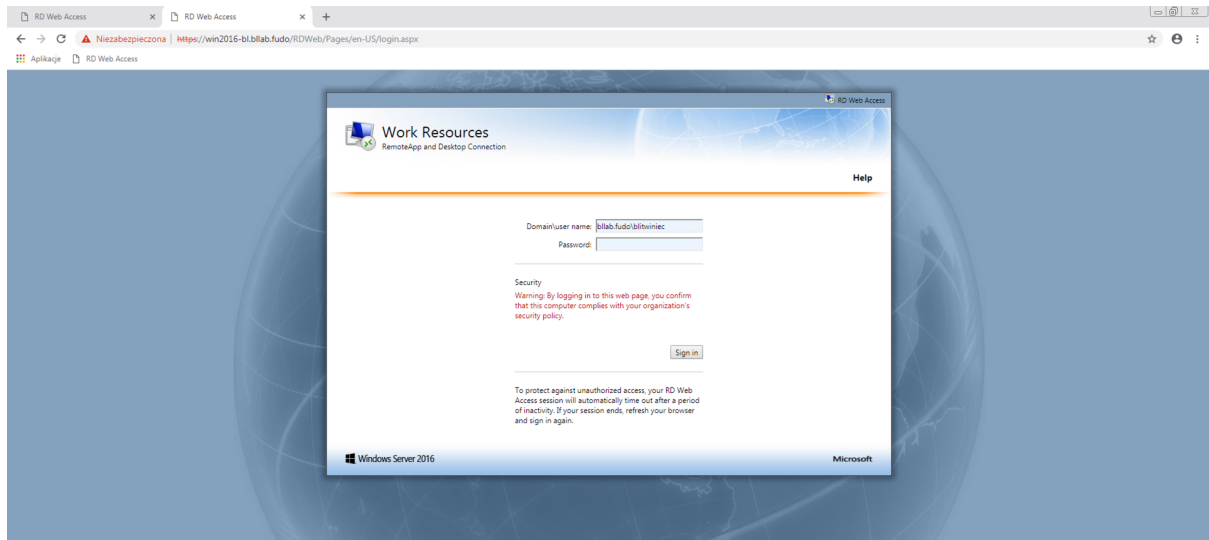 RD Web Access
RD Web Access
Niezabezpieczona | https://win2016-bl.bllab.fudo/RDWeb/Pages/en-US/login.aspx
Aplikacje RD Web Access
RD Web Access
Work Resources
RemoteApp and Desktop Connection
Help
Domain\user name: bllab.fudo\blitwiniec
Password:
Security
Warning: By logging in to this web page, you confirm
that this computer complies with your organization's
security policy.
Sign in
To protect against unauthorized access, your RD Web
Access session will automatically time out after a period
of inactivity. If your session ends, refresh your browser
and sign in again.
Windows Server 2016
Microsoft